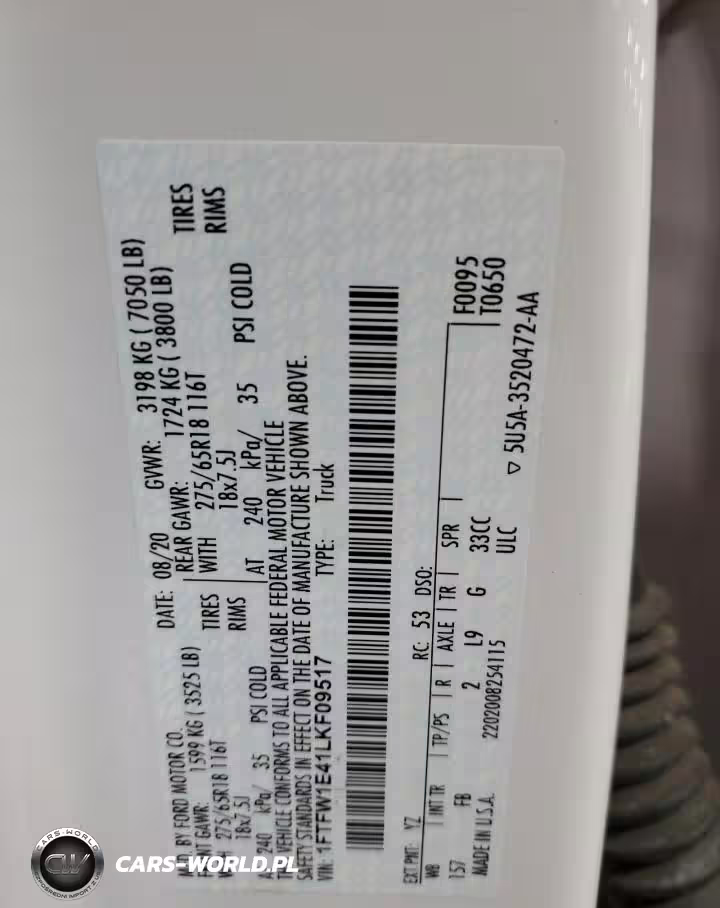 MFD. BY FORD MOTOR CO. DATE: 08/20 GVWR: 3198 KG ( 7050 LB)
FRONT GAWR: 1599 KG ( 3525 LB) REAR GAWR: 1724 KG ( 3800 LB)
WITH 275/65R18 116T TIRES WITH 275/65R18 116T TIRES
18x7.5J RIMS 18x7.5J RIMS
AT 240 kPa/ 35 PSI COLD AT 240 kPa/ 35 PSI COLD
THIS VEHICLE CONFORMS TO ALL APPLICABLE FEDERAL MOTOR VEHICLE
SAFETY STANDARDS IN EFFECT ON THE DATE OF MANUFACTURE SHOWN ABOVE.
VIN: 1FTFW1E41LKF09517 TYPE: Truck
EXT PNT: YZ RC: 53 DSO: F0095
WB INT TR TP/PS R AXLE TR SPR T0650
157 FB 2 L9 G 33CC
MADE IN U.S.A. 2202008254115 ULC ▽ 5U5A-3520472-AA
CARS-WORLD
CW
CARS-WORLD.PL